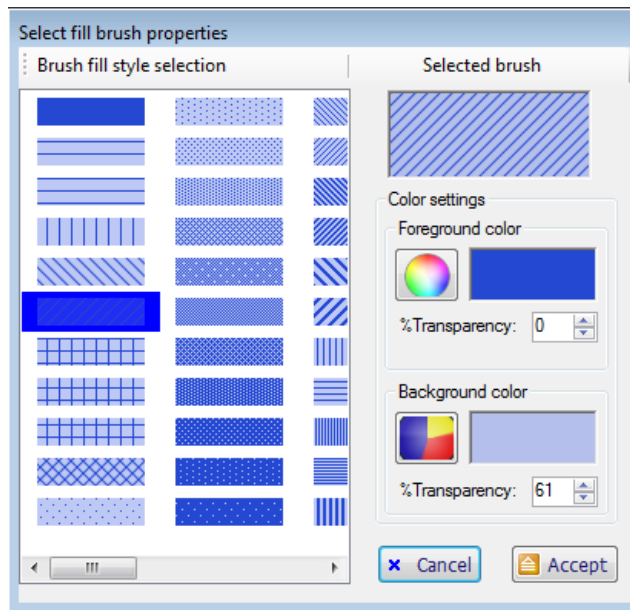 Select fill brush properties
Brush fill style selection
Selected brush
Color settings
Foreground color
%Transparency: 0
Background color
%Transparency: 61
Cancel
Accept